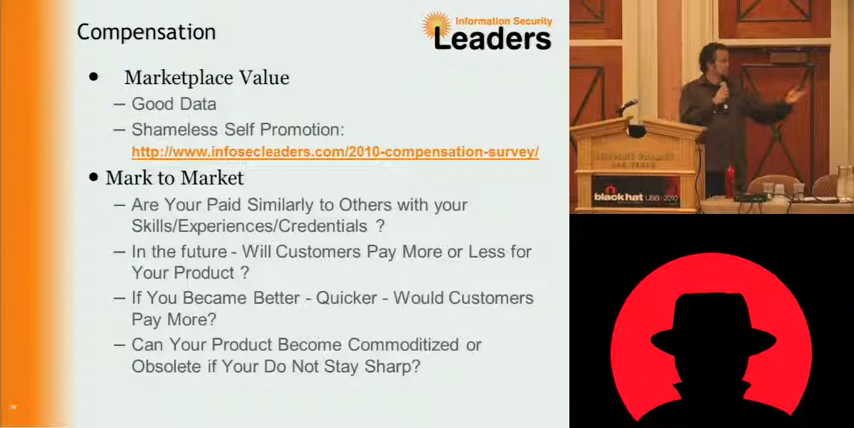 Compensation
Information Security
Leaders
• Marketplace Value
– Good Data
– Shameless Self Promotion:
http://www.infosecleaders.com/2010-compensation-survey/
• Mark to Market
– Are Your Paid Similarly to Others with your
Skills/Experiences/Credentials ?
– In the future - Will Customers Pay More or Less for
Your Product ?
– If You Became Better - Quicker - Would Customers
Pay More?
– Can Your Product Become Commoditized or
Obsolete if Your Do Not Stay Sharp?
black hat USA - 2010